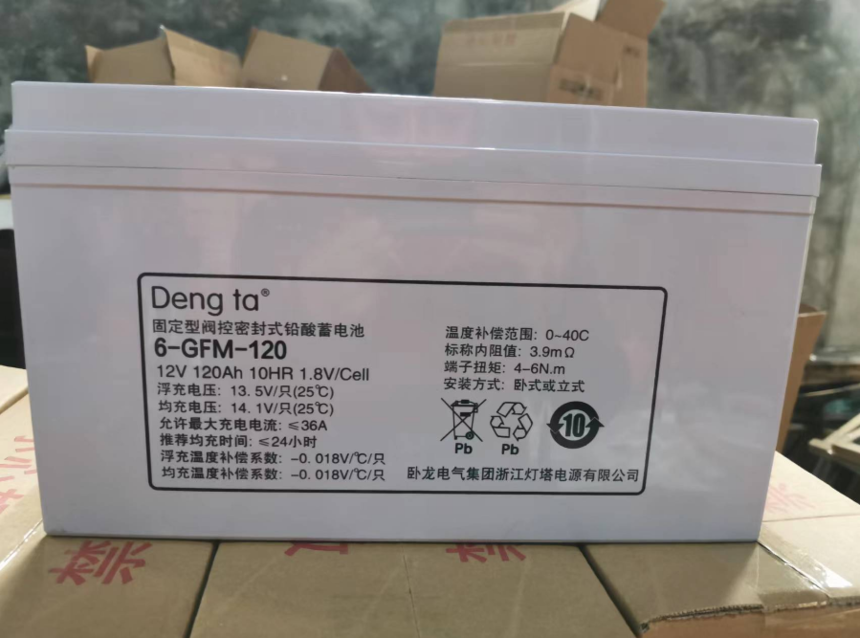 Deng ta®
固定型阀控密封式铅酸蓄电池
6-GFM-120
12V 120Ah 10HR 1.8V/Cell
浮充电压: 13.5V/只(25℃)
均充电压: 14.1V/只(25℃)
允许最大充电电流: ≤36A
推荐均充时间: ≤24小时
浮充温度补偿系数: -0.018V/℃/只
均充温度补偿系数: -0.018V/℃/只
温度补偿范围: 0~40C
标称内阻值: 3.9mΩ
端子扭矩: 4-6N.m
安装方式: 卧式或立式
Pb
Pb
10
卧龙电气集团浙江灯塔电源有限公司
禁